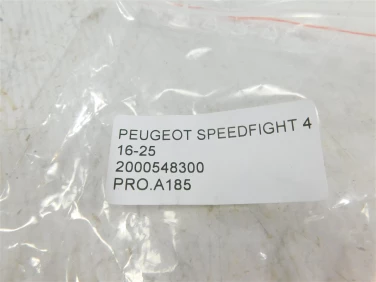 PEUGEOT SPEEDFIGHT 4
16-25
2000548300
PRO.A185